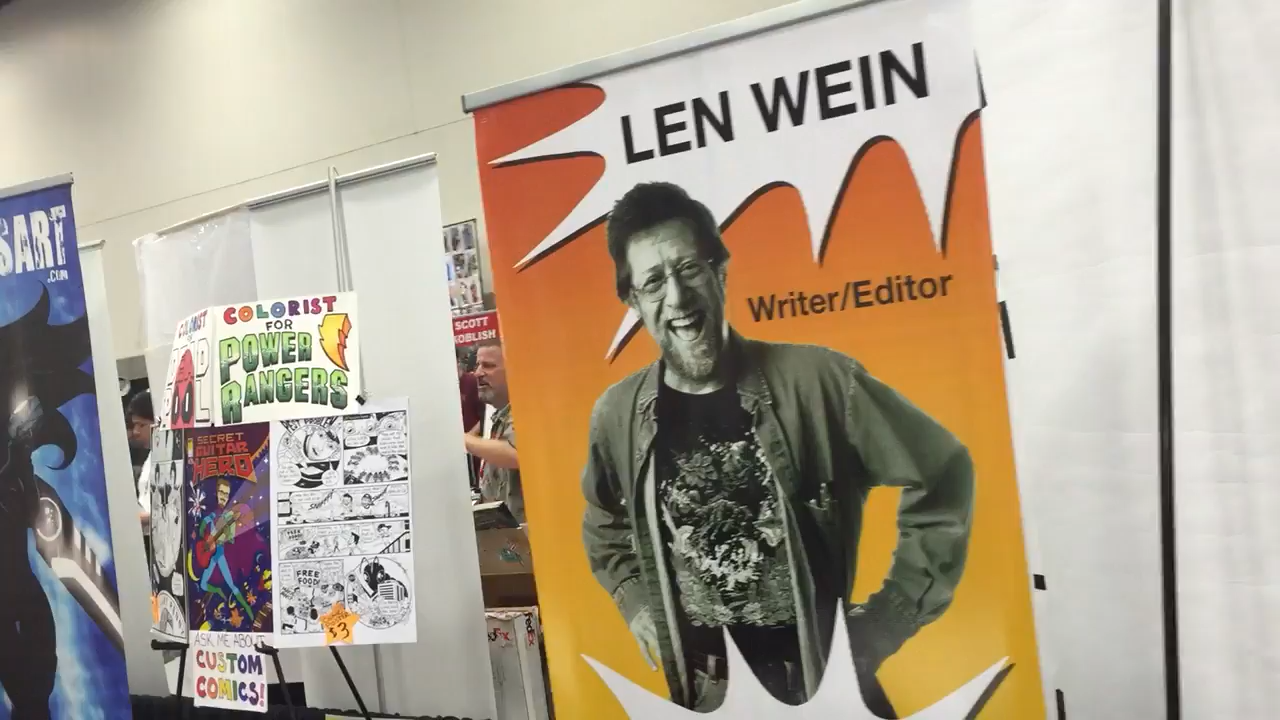 SART
.COM
COLORIST
COLORIST
FOR
POWER
RANGERS
SCOTT
KOBLISH
SECRET
GUITAR
HERO
FREE
FOOD!
$3
ASK ME ABOUT
CUSTOM
COMICS!
LEN WEIN
Writer/Editor